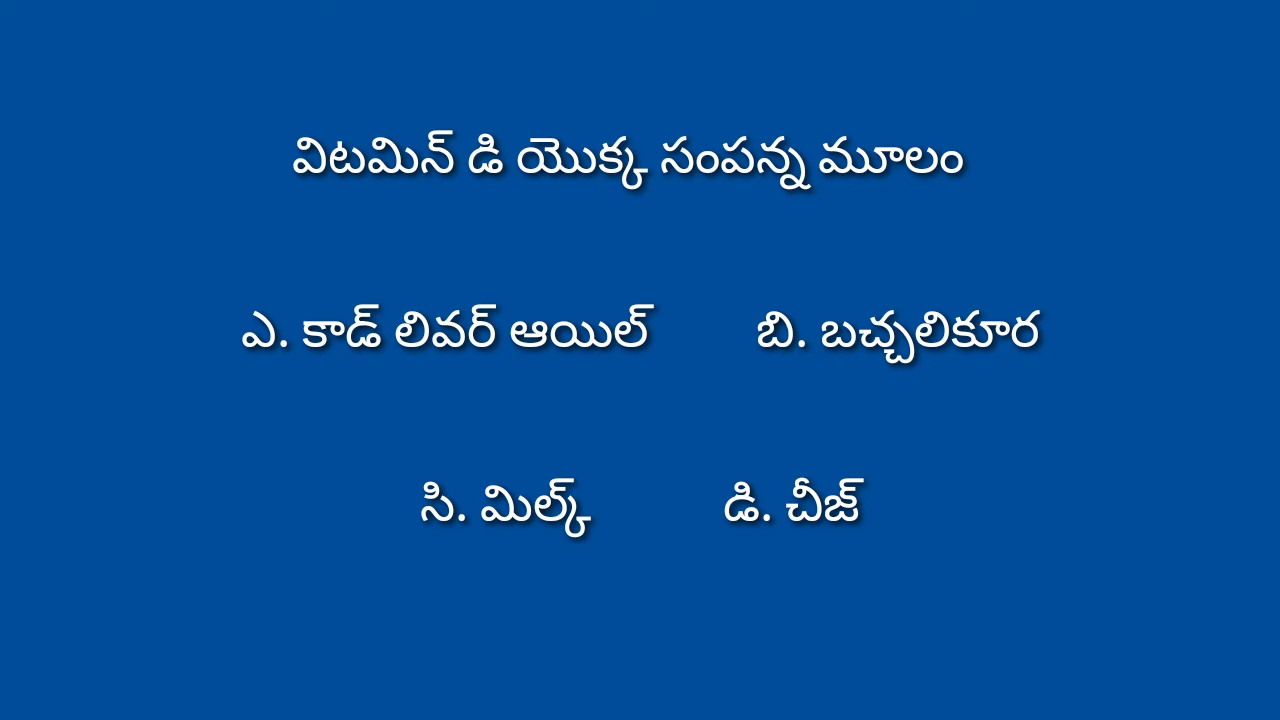 విటమిన్ డి యొక్క సంపన్న మూలం
ఎ. కాడ్ లివర్ ఆయిల్ బి. బచ్చలికూర
సి. మిల్క్ డి. చీజ్